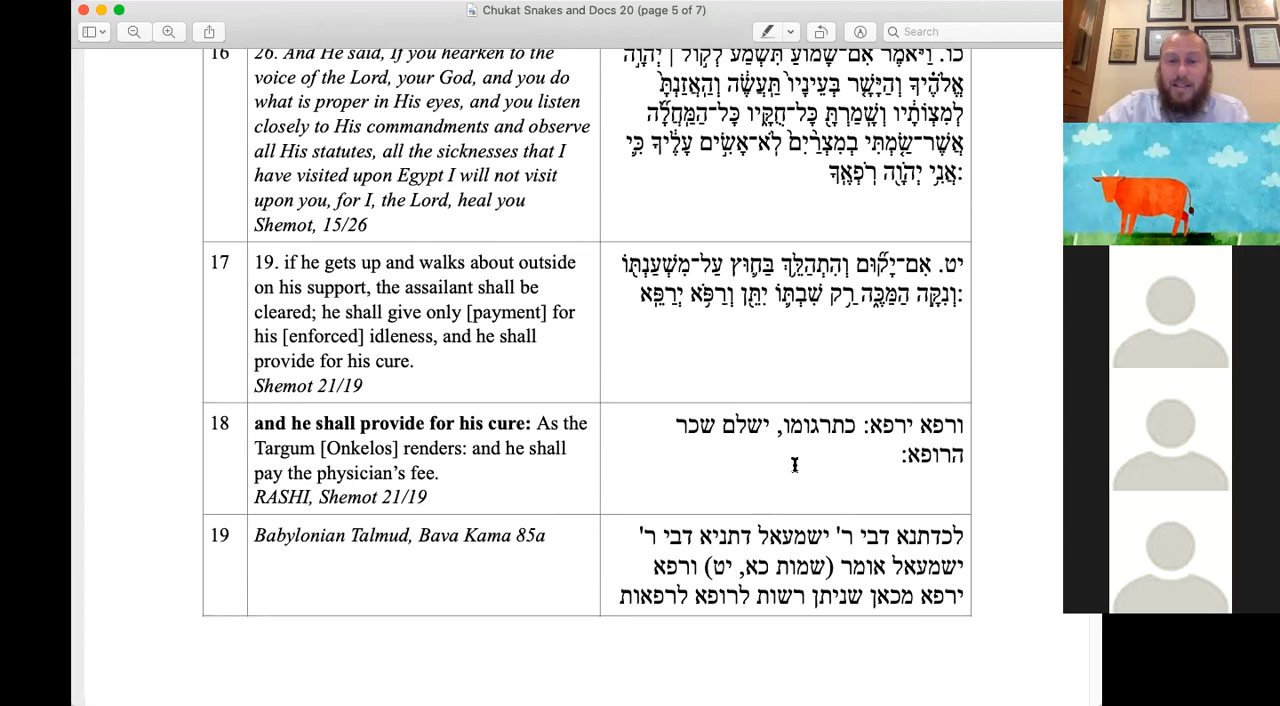 Chukat Snakes and Docs 20 (page 5 of 7)
Search
16
26. And He said, If you hearken to the
voice of the Lord, your God, and you do
what is proper in His eyes, and you listen
closely to His commandments and observe
all His statutes, all the sicknesses that I
have visited upon Egypt I will not visit
upon you, for I, the Lord, heal you
Shemot, 15/26
כו. וַיֹּאמֶר אִם־שָׁמוֹעַ תִּשְׁמַע לְקוֹל | יְהֹוָ֣ה
אֱלֹהֶ֗יךָ וְהַיָּשָׁ֤ר בְּעֵינָיו֙ תַּֽעֲשֶׂ֔ה וְהַֽאֲזַנְתָּ֙
לְמִצְוֹתָ֔יו וְשָֽׁמַרְתָּ֖ כָּל־חֻקָּ֑יו כָּל־הַמַּֽחֲלָ֞ה
אֲשֶׁר־שַׂ֤מְתִּי בְמִצְרַ֨יִם֙ לֹֽא־אָשִׂ֣ים עָלֶ֔יךָ כִּ֛י
אֲנִ֥י יְהֹוָ֖ה רֹֽפְאֶֽךָ:
17
19. if he gets up and walks about outside
on his support, the assailant shall be
cleared; he shall give only [payment] for
his [enforced] idleness, and he shall
provide for his cure.
Shemot 21/19
יט. אִם־יָק֞וּם וְהִתְהַלֵּ֥ךְ בַּח֛וּץ עַל־מִשְׁעַנְתּ֖וֹ
וְנִקָּ֣ה הַמַּכֶּ֑ה רַ֥ק שִׁבְתּ֛וֹ יִתֵּ֖ן וְרַפֹּ֥א יְרַפֵּֽא:
18
and he shall provide for his cure: As the
Targum [Onkelos] renders: and he shall
pay the physician’s fee.
RASHI, Shemot 21/19
ורפא ירפא: כתרגומו, ישלם שכר
הרופא:
19
Babylonian Talmud, Bava Kama 85a
לכדתנא דבי ר' ישמעאל דתניא דבי ר'
ישמעאל אומר (שמות כא, יט) ורפא
ירפא מכאן שניתן רשות לרופא לרפאות